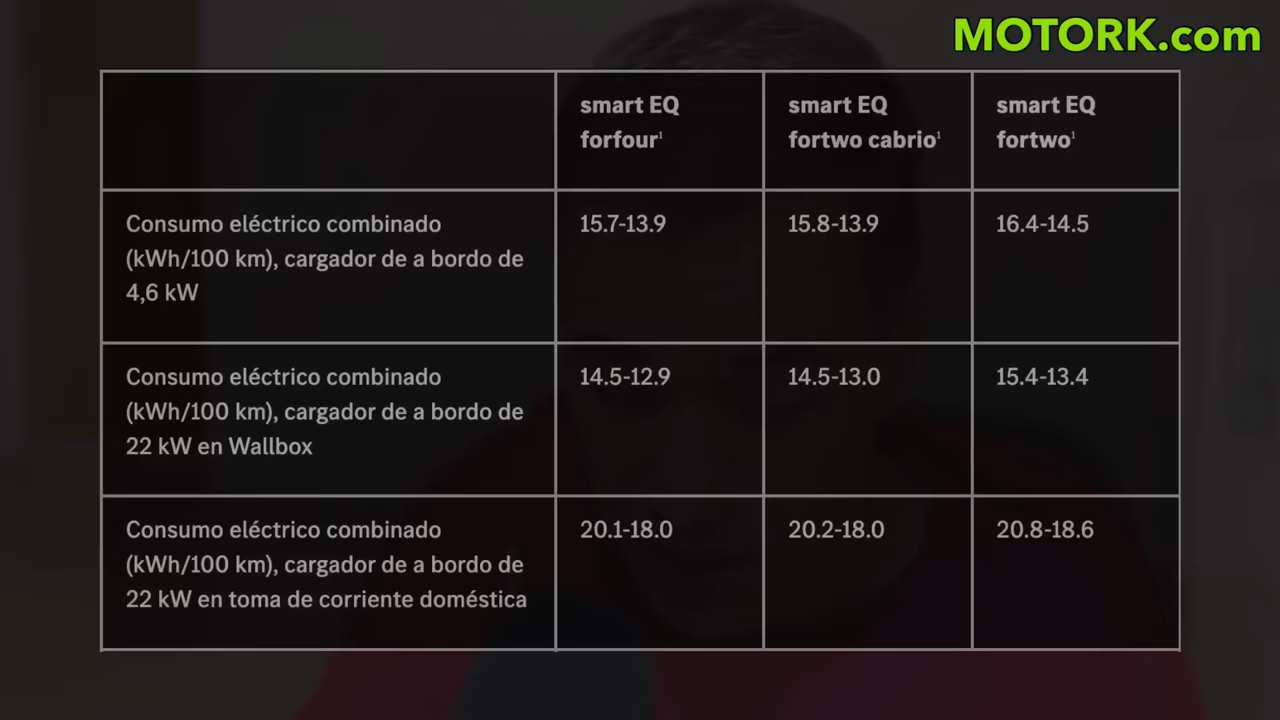 MOTORK.com
smart EQ
forfour¹
smart EQ
fortwo cabrio¹
smart EQ
fortwo¹
Consumo eléctrico combinado
(kWh/100 km), cargador de a bordo de
4,6 kW
15.7-13.9
15.8-13.9
16.4-14.5
Consumo eléctrico combinado
(kWh/100 km), cargador de a bordo de
22 kW en Wallbox
14.5-12.9
14.5-13.0
15.4-13.4
Consumo eléctrico combinado
(kWh/100 km), cargador de a bordo de
22 kW en toma de corriente doméstica
20.1-18.0
20.2-18.0
20.8-18.6